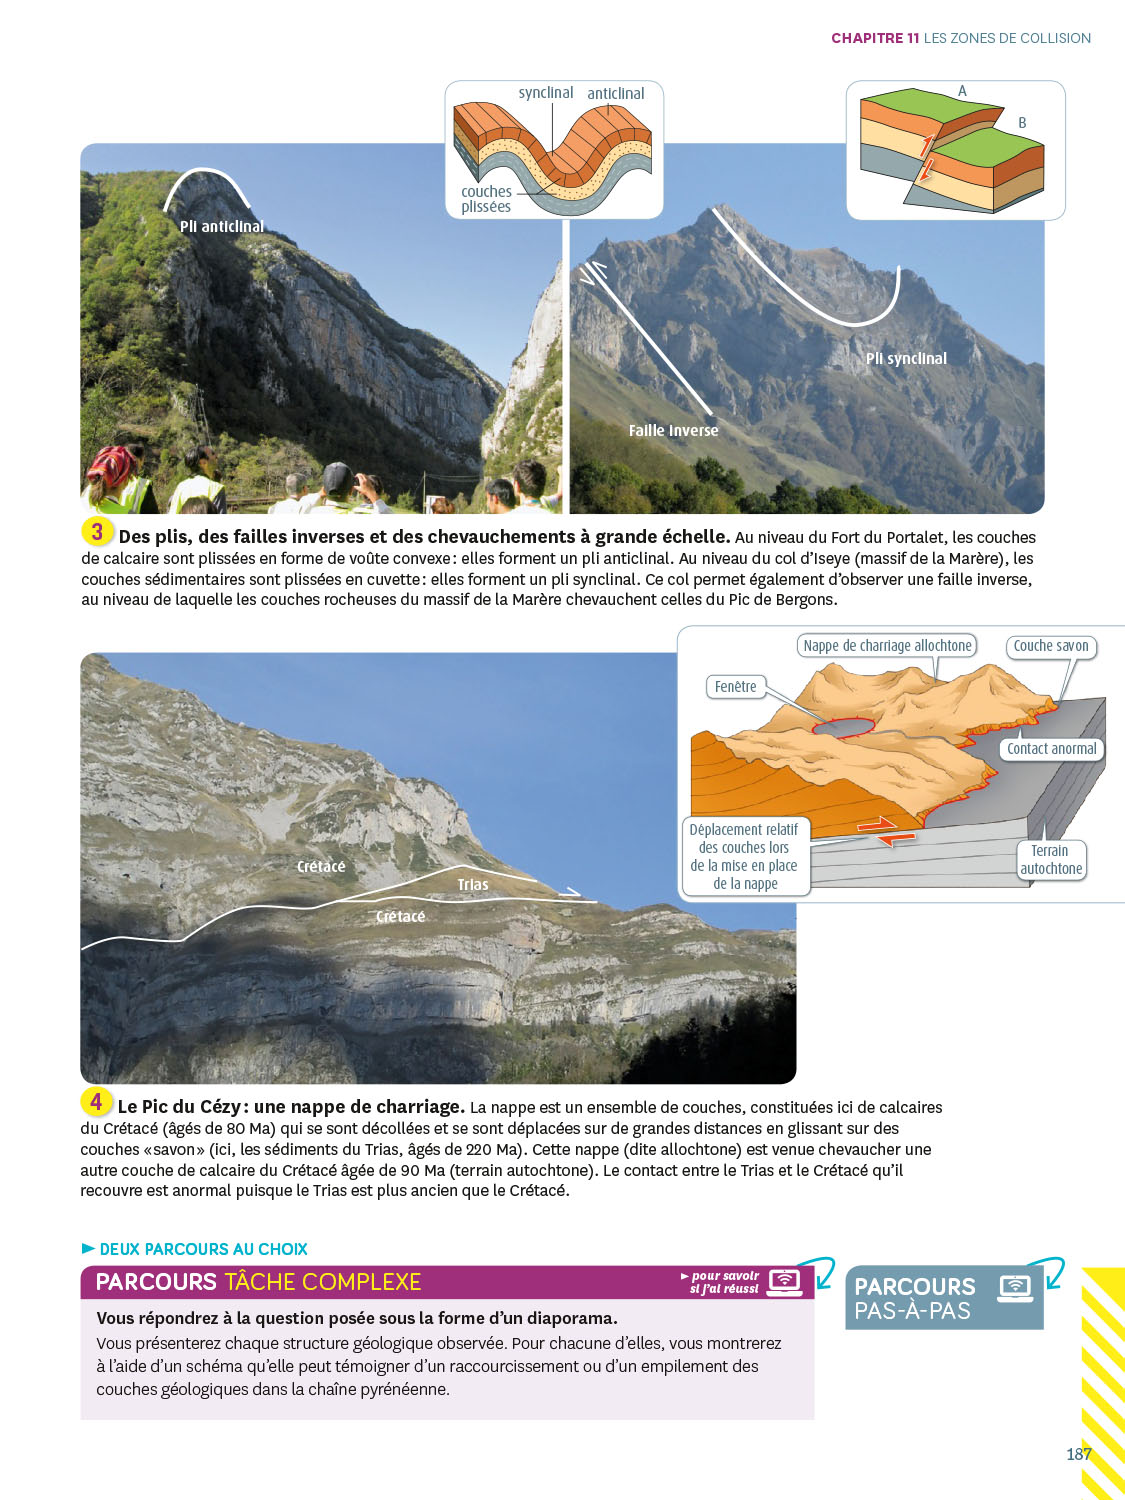 CHAPITRE 11 LES ZONES DE COLLISION
synclinal anticlinal
couches
plissées
A
B
Pli anticlinal
Pli synclinal
Faille inverse
3 Des plis, des failles inverses et des chevauchements à grande échelle. Au niveau du Fort du Portalet, les couches
de calcaire sont plissées en forme de voûte convexe : elles forment un pli anticlinal. Au niveau du col d’Iseye (massif de la Marère), les
couches sédimentaires sont plissées en cuvette : elles forment un pli synclinal. Ce col permet également d’observer une faille inverse,
au niveau de laquelle les couches rocheuses du massif de la Marère chevauchent celles du Pic de Bergons.
Nappe de charriage allochtone
Couche savon
Fenêtre
Contact anormal
Déplacement relatif
des couches lors
de la mise en place
de la nappe
Terrain
autochtone
Crétacé
Trias
Crétacé
4 Le Pic du Cézy : une nappe de charriage. La nappe est un ensemble de couches, constituées ici de calcaires
du Crétacé (âgés de 80 Ma) qui se sont décollées et se sont déplacées sur de grandes distances en glissant sur des
couches «savon» (ici, les sédiments du Trias, âgés de 220 Ma). Cette nappe (dite allochtone) est venue chevaucher une
autre couche de calcaire du Crétacé âgée de 90 Ma (terrain autochtone). Le contact entre le Trias et le Crétacé qu’il
recouvre est anormal puisque le Trias est plus ancien que le Crétacé.
► DEUX PARCOURS AU CHOIX
PARCOURS TÂCHE COMPLEXE
► pour savoir
si j’ai réussi
PARCOURS
PAS-À-PAS
Vous répondrez à la question posée sous la forme d’un diaporama.
Vous présenterez chaque structure géologique observée. Pour chacune d’elles, vous montrerez
à l’aide d’un schéma qu’elle peut témoigner d’un raccourcissement ou d’un empilement des
couches géologiques dans la chaîne pyrénéenne.
187